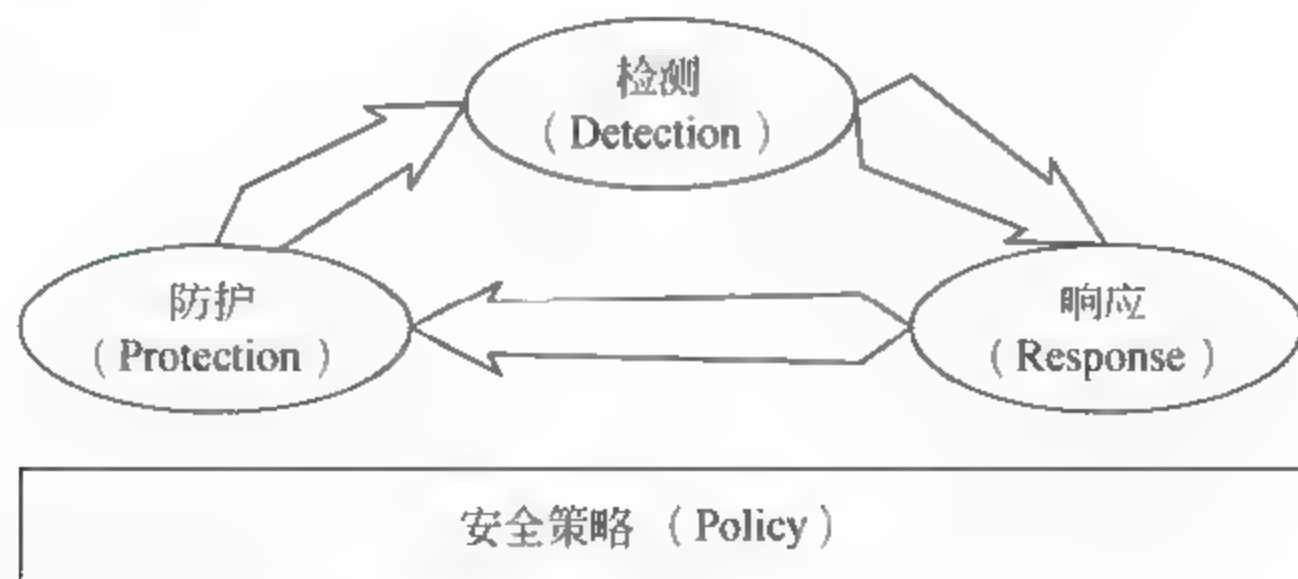 检测
（Detection）
防护
（Protection）
响应
（Response）
安全策略（Policy）